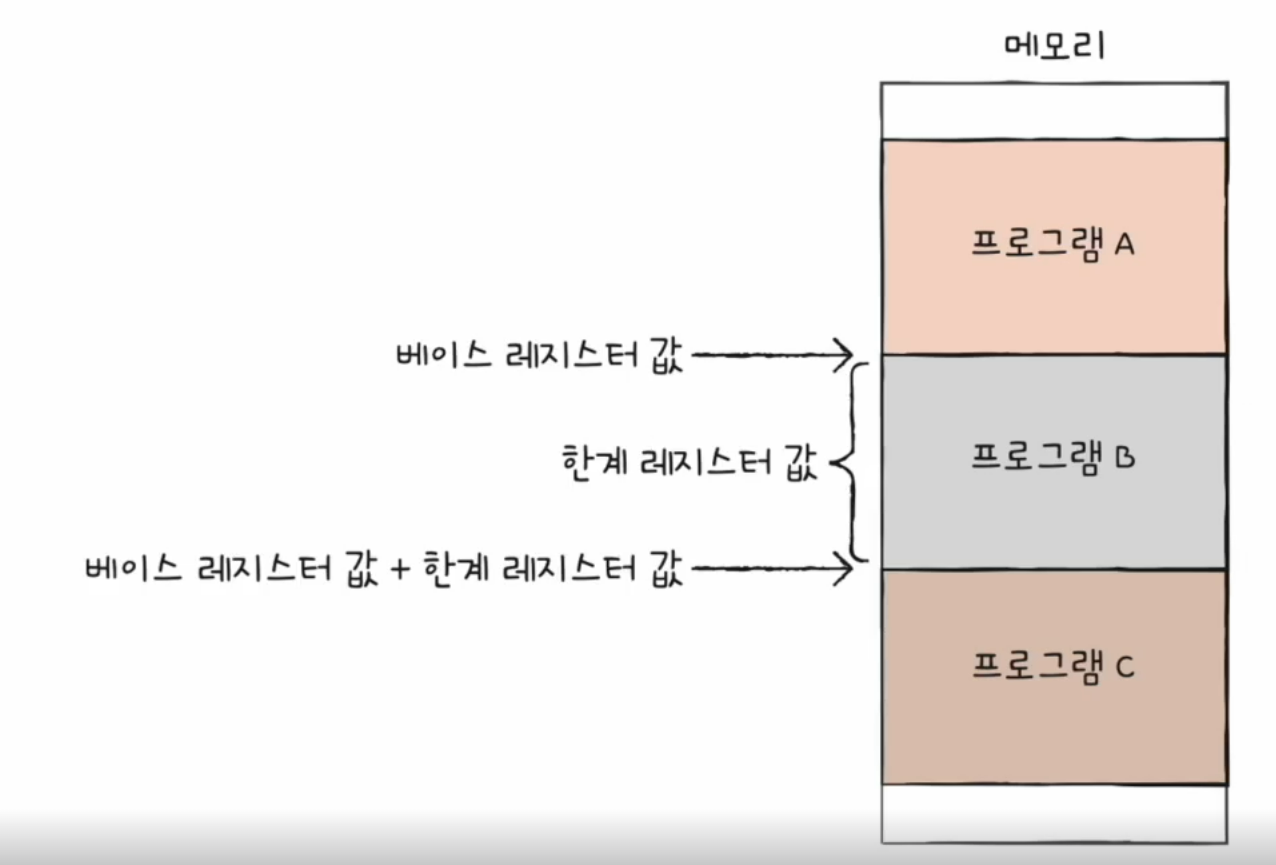 메모리
프로그램 A
베이스 레지스터 값
한계 레지스터 값
프로그램 B
베이스 레지스터 값 + 한계 레지스터 값
프로그램 C